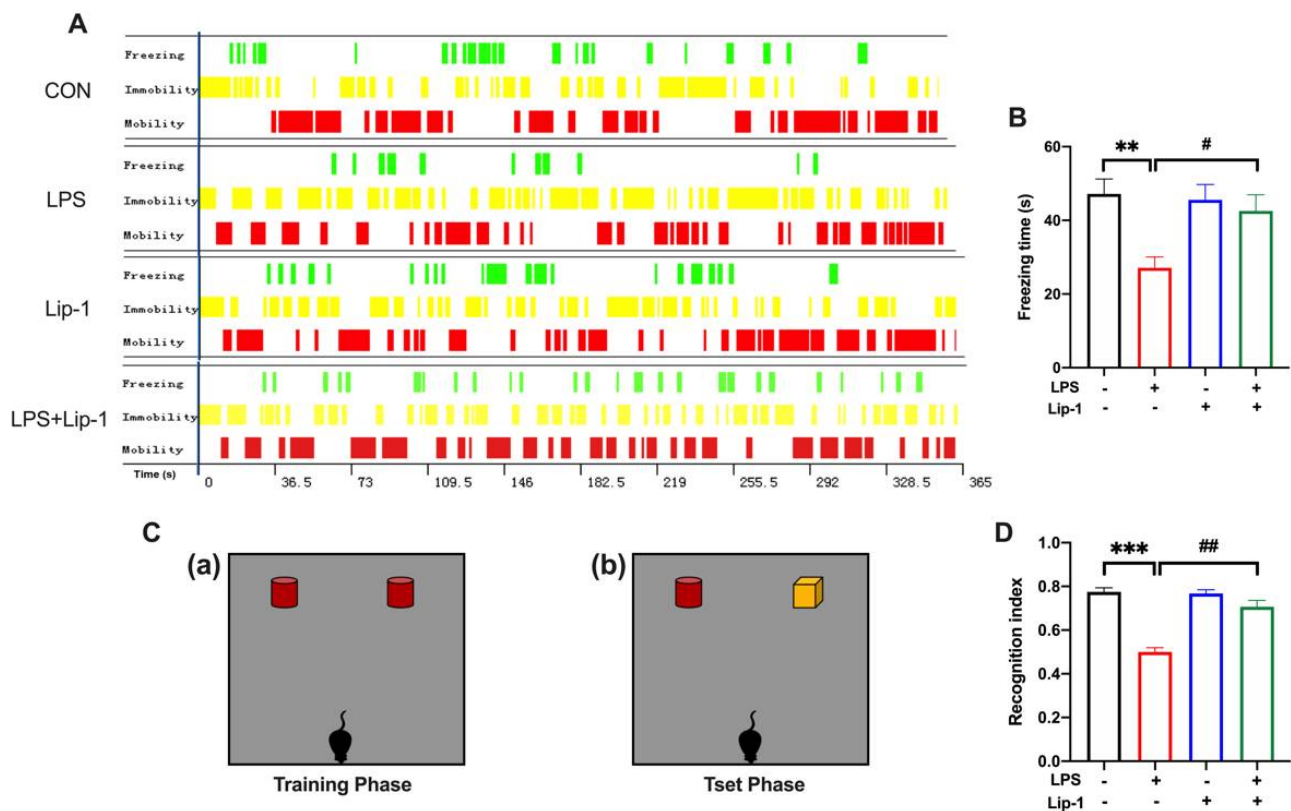 A
CON
Freezing
Immobility
Mobility
LPS
Freezing
Immobility
Mobility
Lip-1
Freezing
Immobility
Mobility
LPS+Lip-1
Freezing
Immobility
Mobility
Time (s)
0 36.5 73 109.5 146 182.5 219 255.5 292 328.5 365
B
Freezing time (s)
60
40
20
0
** #
LPS - + - +
Lip-1 - - + +
C
(a) (b)
Training Phase Tset Phase
D
Recognition index
1.0
0.8
0.6
0.4
0.2
0.0
*** ##
LPS - + - +
Lip-1 - - + +